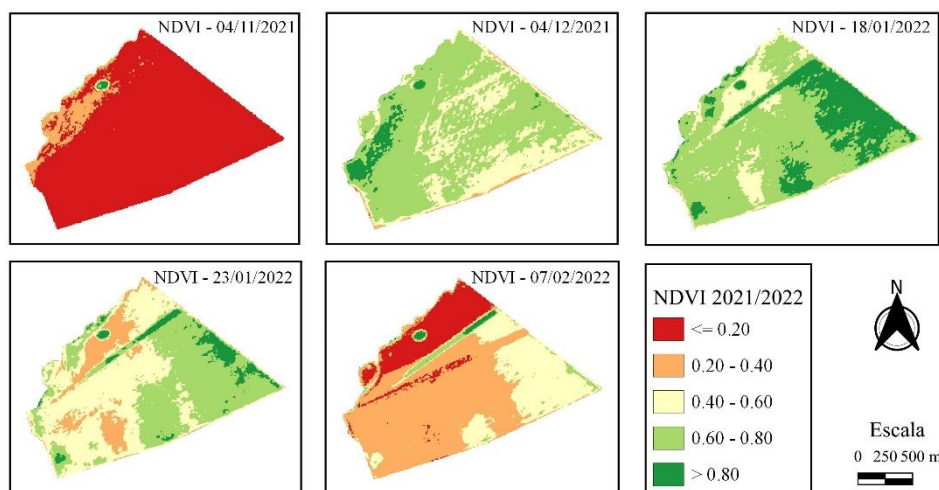 NDVI - 04/11/2021
NDVI - 04/12/2021
NDVI - 18/01/2022
NDVI - 23/01/2022
NDVI - 07/02/2022
NDVI 2021/2022
<= 0.20
0.20 - 0.40
0.40 - 0.60
0.60 - 0.80
> 0.80
N
Escala
0 250 500 m